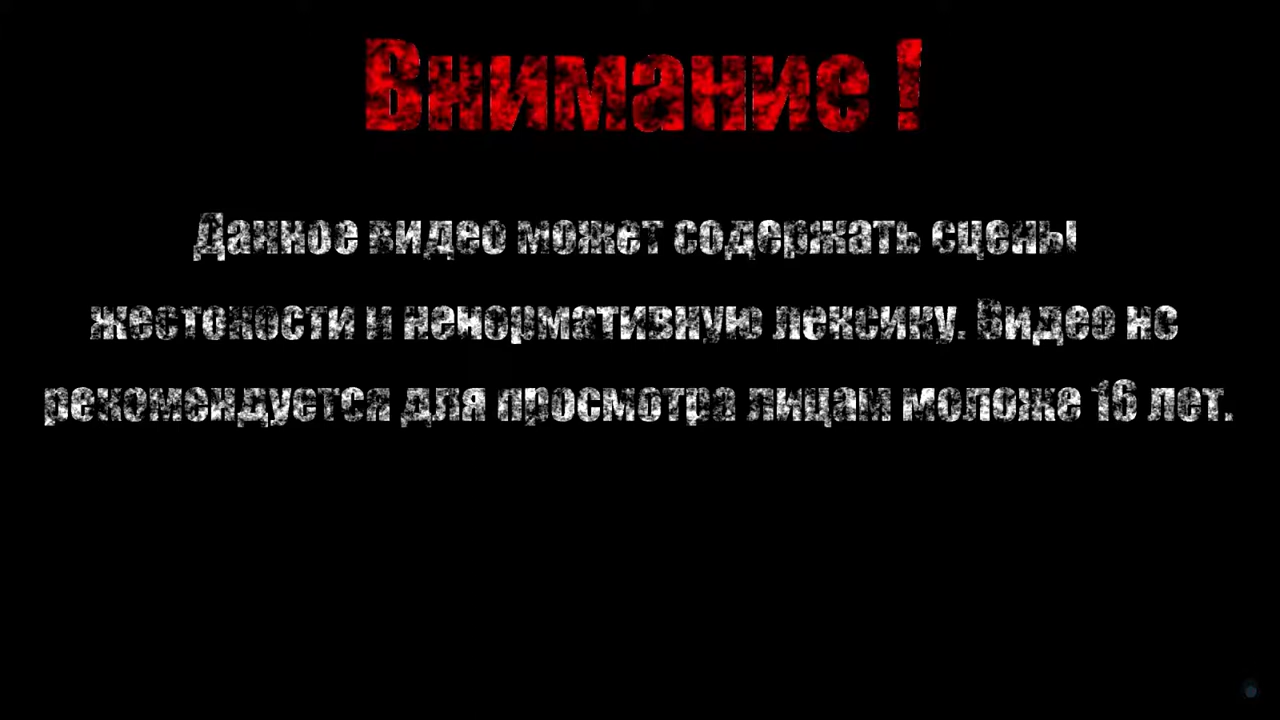 Внимание !
Данное видео может содержать сцены
жестокости и ненормативную лексику. Видео не
рекомендуется для просмотра лицам моложе 16 лет.